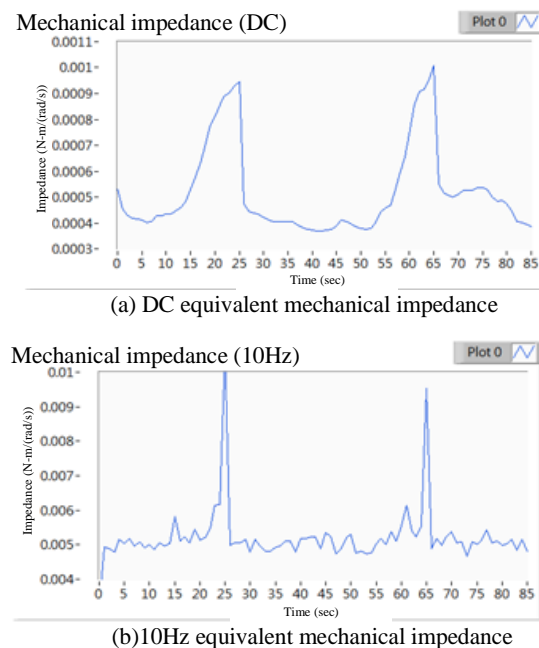 Mechanical impedance (DC)
Plot 0
0.0011
0.001
0.0009
0.0008
0.0007
0.0006
0.0005
0.0004
0.0003
Impedance (N-m/(rad/s))
0 5 10 15 20 25 30 35 40 45 50 55 60 65 70 75 80 85
Time (sec)
(a) DC equivalent mechanical impedance
Mechanical impedance (10Hz)
Plot 0
0.01
0.009
0.008
0.007
0.006
0.005
0.004
Impedance (N-m/(rad/s))
0 5 10 15 20 25 30 35 40 45 50 55 60 65 70 75 80 85
Time (sec)
(b)10Hz equivalent mechanical impedance